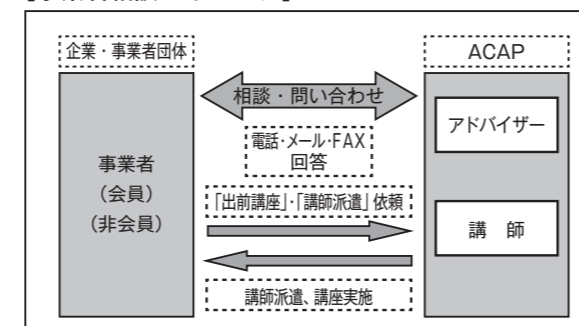 企業・事業者団体
ACAP
相談・問い合わせ
アドバイザー
電話・メール・FAX
回答
事業者
（会員）
（非会員）
「出前講座」・「講師派遣」依頼
講　師
講師派遣、講座実施